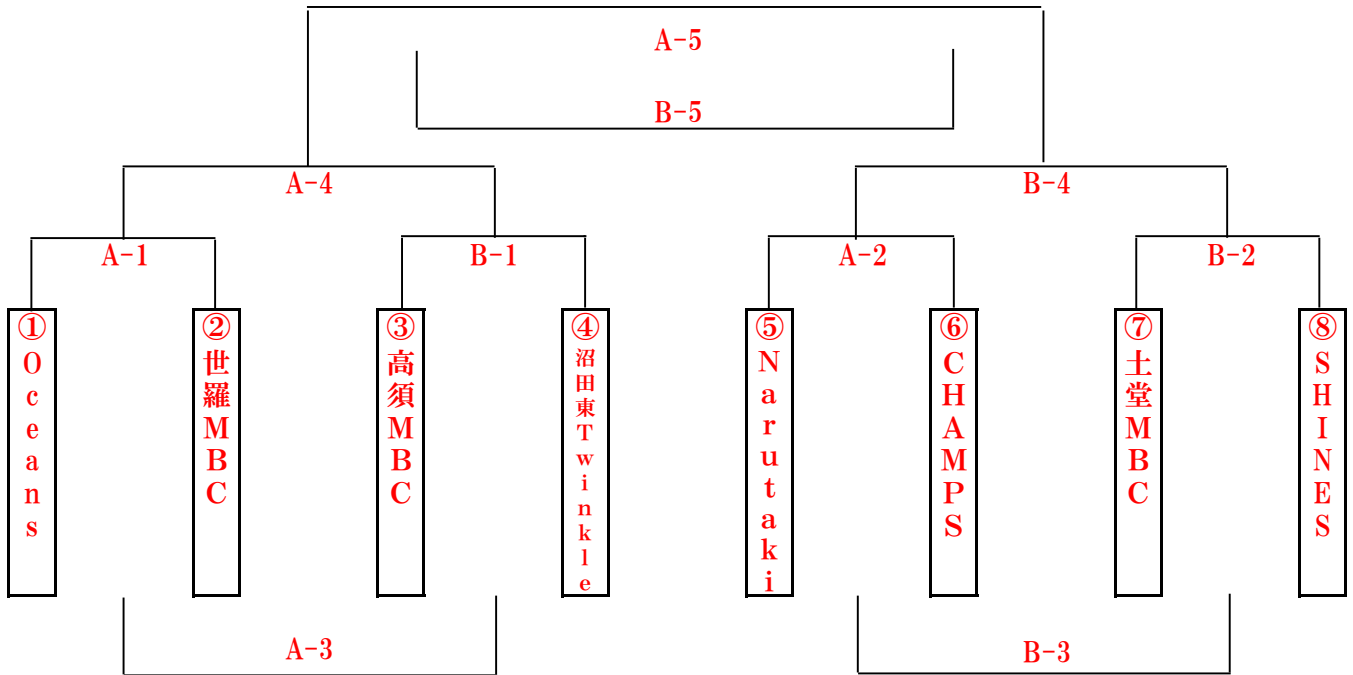 A-5
B-5
A-4
B-4
A-1
B-1
A-2
B-2
①Oceans
②世羅MBC
③高須MBC
④沼田東Twinkle
⑤Narutaki
⑥CHAMPS
⑦土堂MBC
⑧SHINES
A-3
B-3